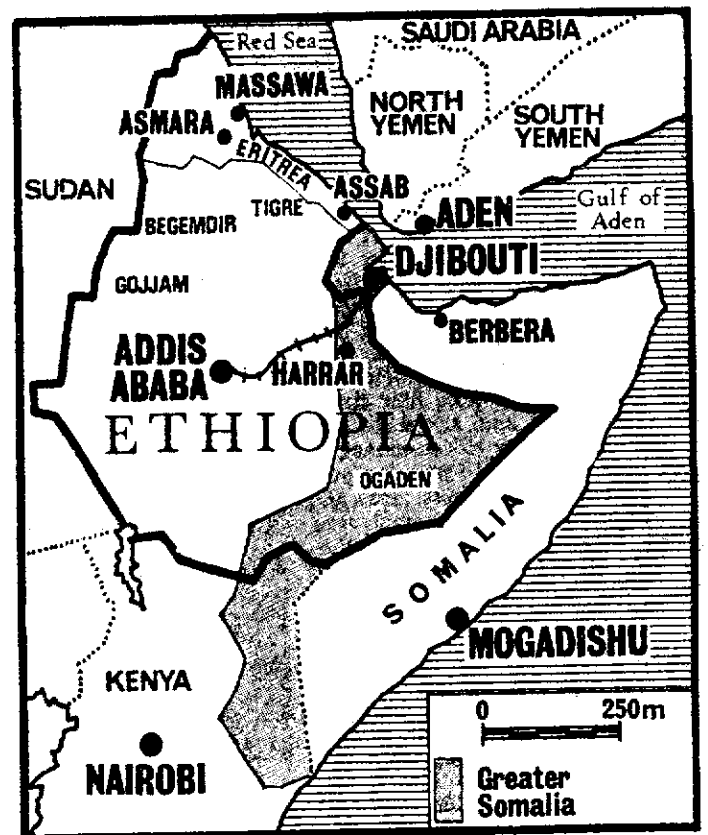 SAUDI ARABIA
Red Sea
MASSAWA
NORTH
YEMEN
SOUTH
YEMEN
ASMARA
ERITREA
SUDAN
ASSAB
TIGRE
Gulf of
Aden
BEGEMDIR
ADEN
DJIBOUTI
GOJJAM
BERBERA
ADDIS
ABABA
HARRAR
ETHIOPIA
OGADEN
SOMALIA
MOGADISHU
KENYA
NAIROBI
0 250m
Greater
Somalia